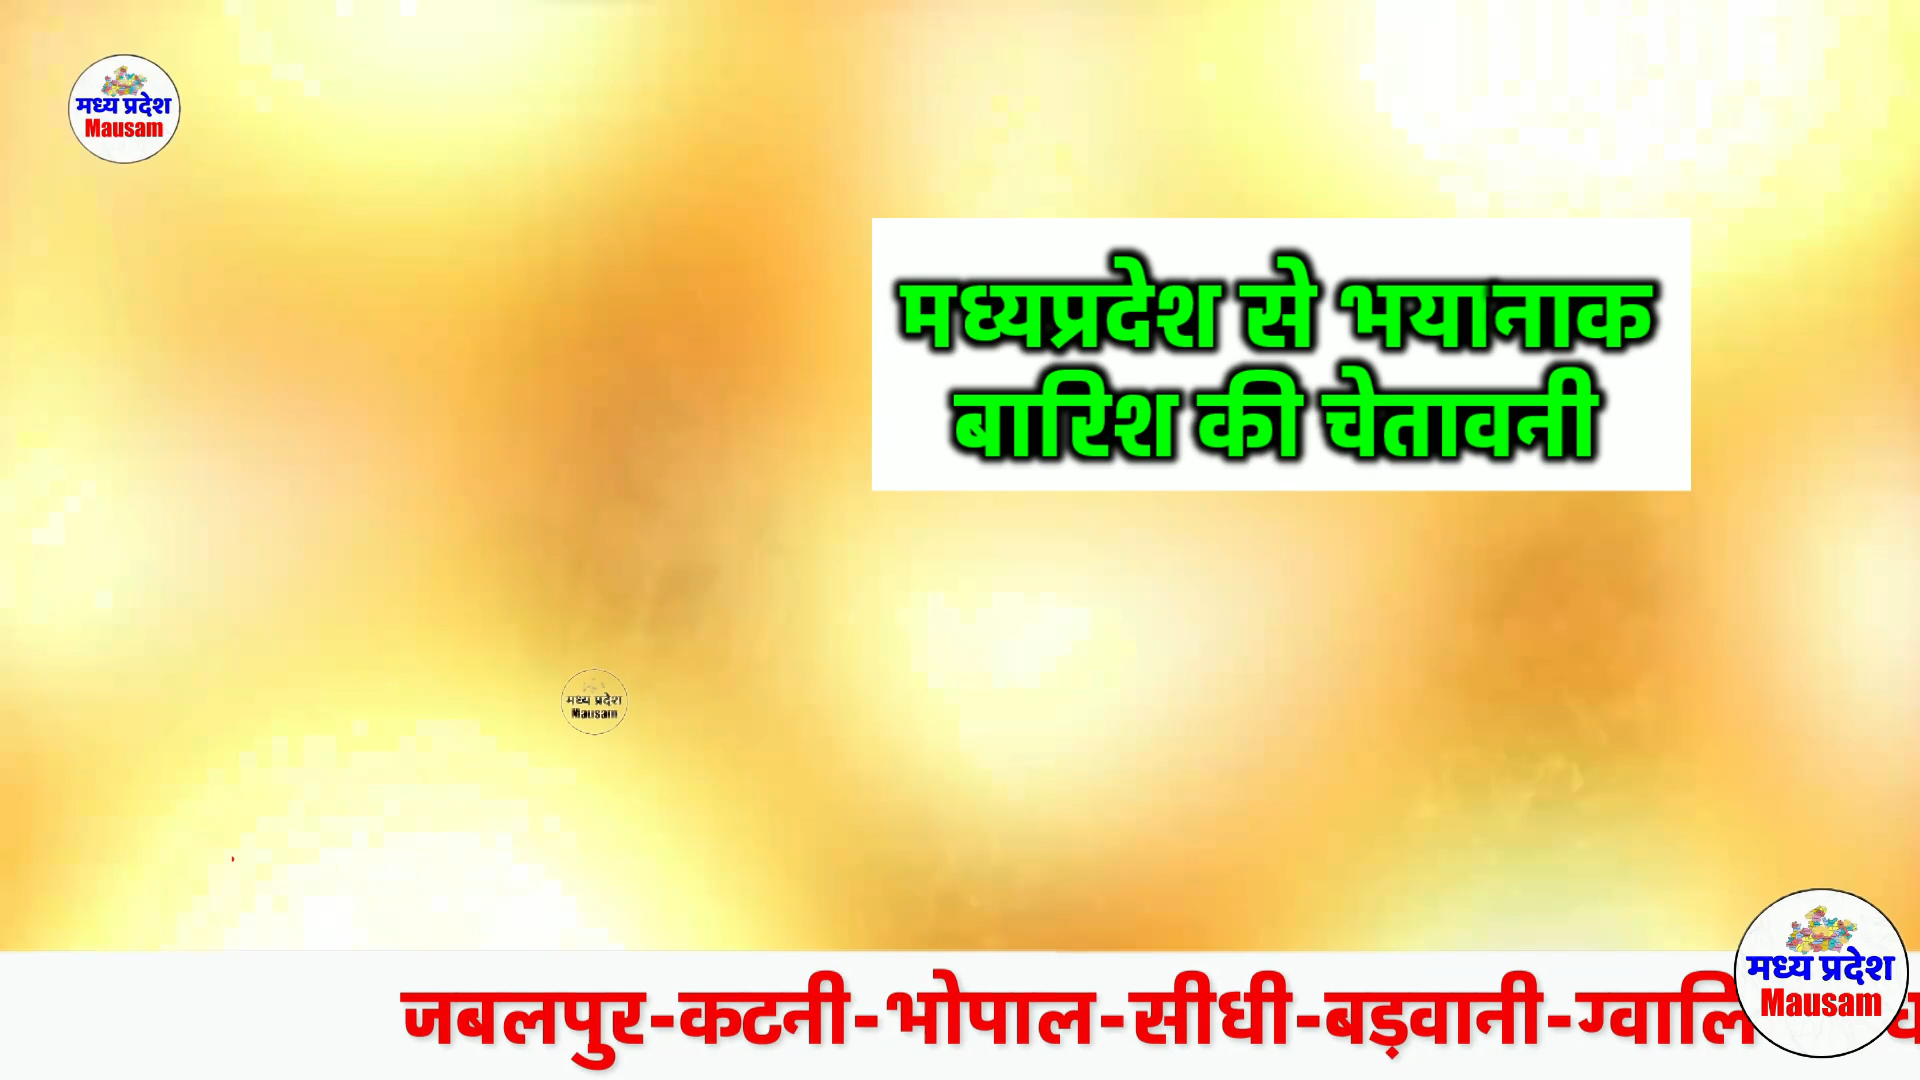 मध्य प्रदेश
Mausam
मध्यप्रदेश से भयानाक
बारिश की चेतावनी
मध्य प्रदेश
Mausam
जबलपुर-कटनी-भोपाल-सीधी-बड़वानी-ग्वालि
मध्य प्रदेश
Mausam